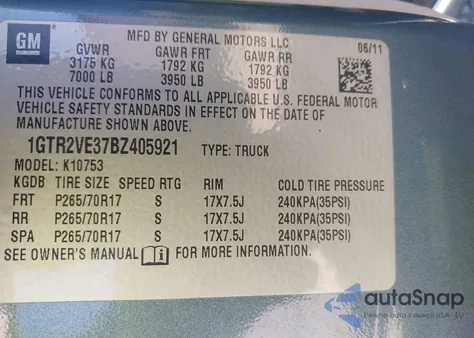 GM
MFD BY GENERAL MOTORS LLC
06/11
GVWR GAWR FRT GAWR RR
3175 KG 1792 KG 1792 KG
7000 LB 3950 LB 3950 LB
THIS VEHICLE CONFORMS TO ALL APPLICABLE U.S. FEDERAL MOTOR
VEHICLE SAFETY STANDARDS IN EFFECT ON THE DATE OF
MANUFACTURE SHOWN ABOVE.
1GTR2VE37BZ405921 TYPE: TRUCK
MODEL: K10753
KGDB TIRE SIZE SPEED RTG RIM COLD TIRE PRESSURE
FRT P265/70R17 S 17X7.5J 240KPA(35PSI)
RR P265/70R17 S 17X7.5J 240KPA(35PSI)
SPA P265/70R17 S 17X7.5J 240KPA(35PSI)
SEE OWNER'S MANUAL FOR MORE INFORMATION.
autoSnap